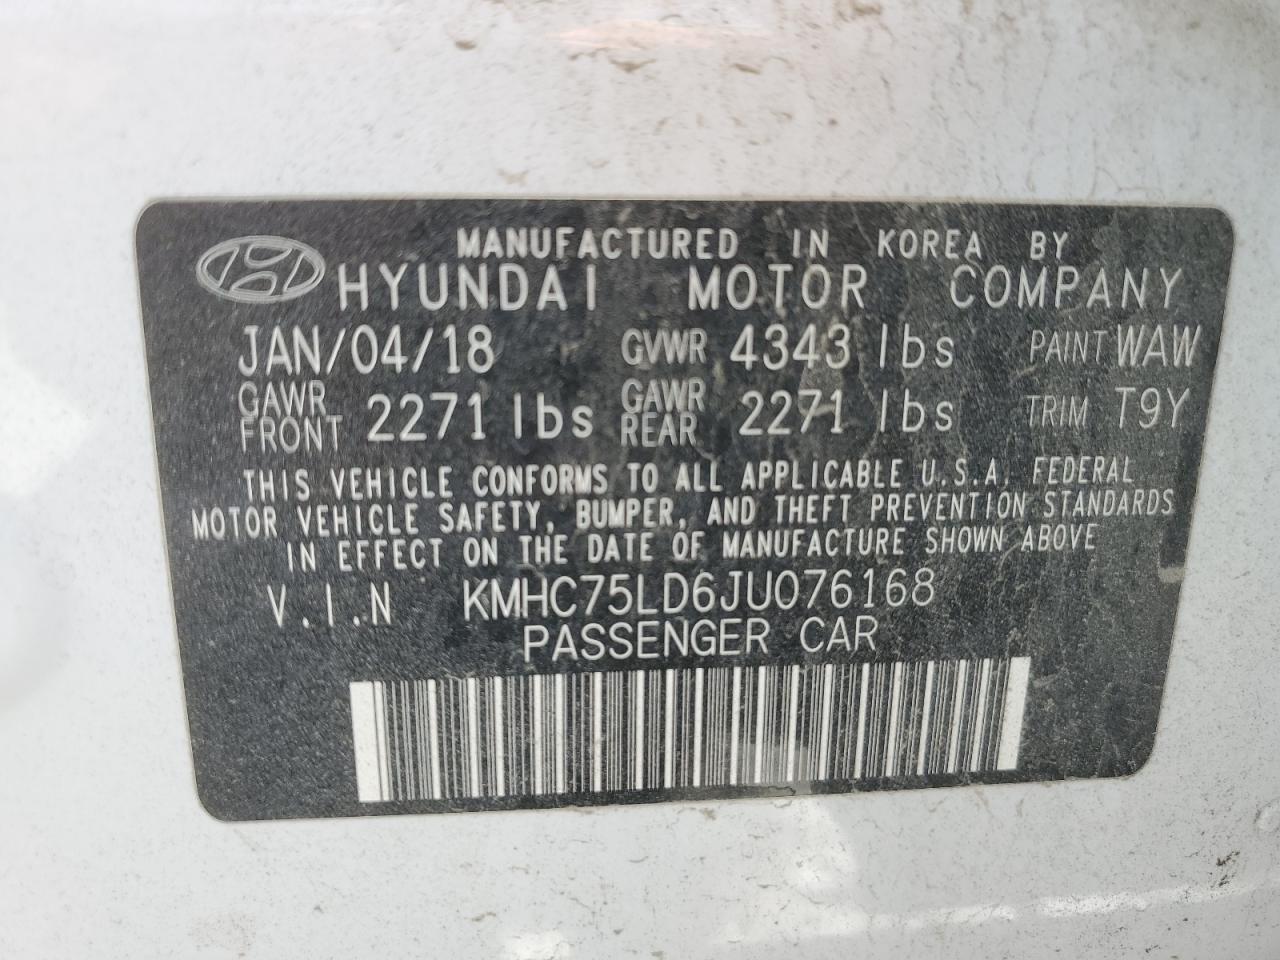 MANUFACTURED IN KOREA BY
HYUNDAI MOTOR COMPANY
JAN/04/18 GVWR 4343 lbs PAINT WAW
GAWR FRONT 2271 lbs GAWR REAR 2271 lbs TRIM T9Y
THIS VEHICLE CONFORMS TO ALL APPLICABLE U.S.A. FEDERAL
MOTOR VEHICLE SAFETY, BUMPER, AND THEFT PREVENTION STANDARDS
IN EFFECT ON THE DATE OF MANUFACTURE SHOWN ABOVE
V.I.N KMHC75LD6JU076168
PASSENGER CAR